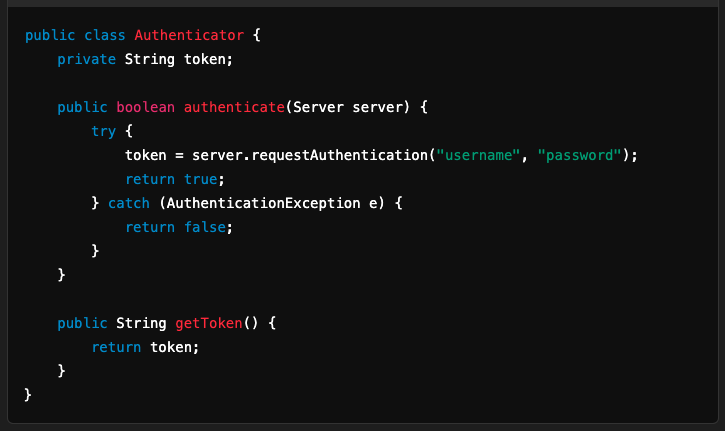 public class Authenticator {
    private String token;

    public boolean authenticate(Server server) {
        try {
            token = server.requestAuthentication("username", "password");
            return true;
        } catch (AuthenticationException e) {
            return false;
        }
    }

    public String getToken() {
        return token;
    }
}